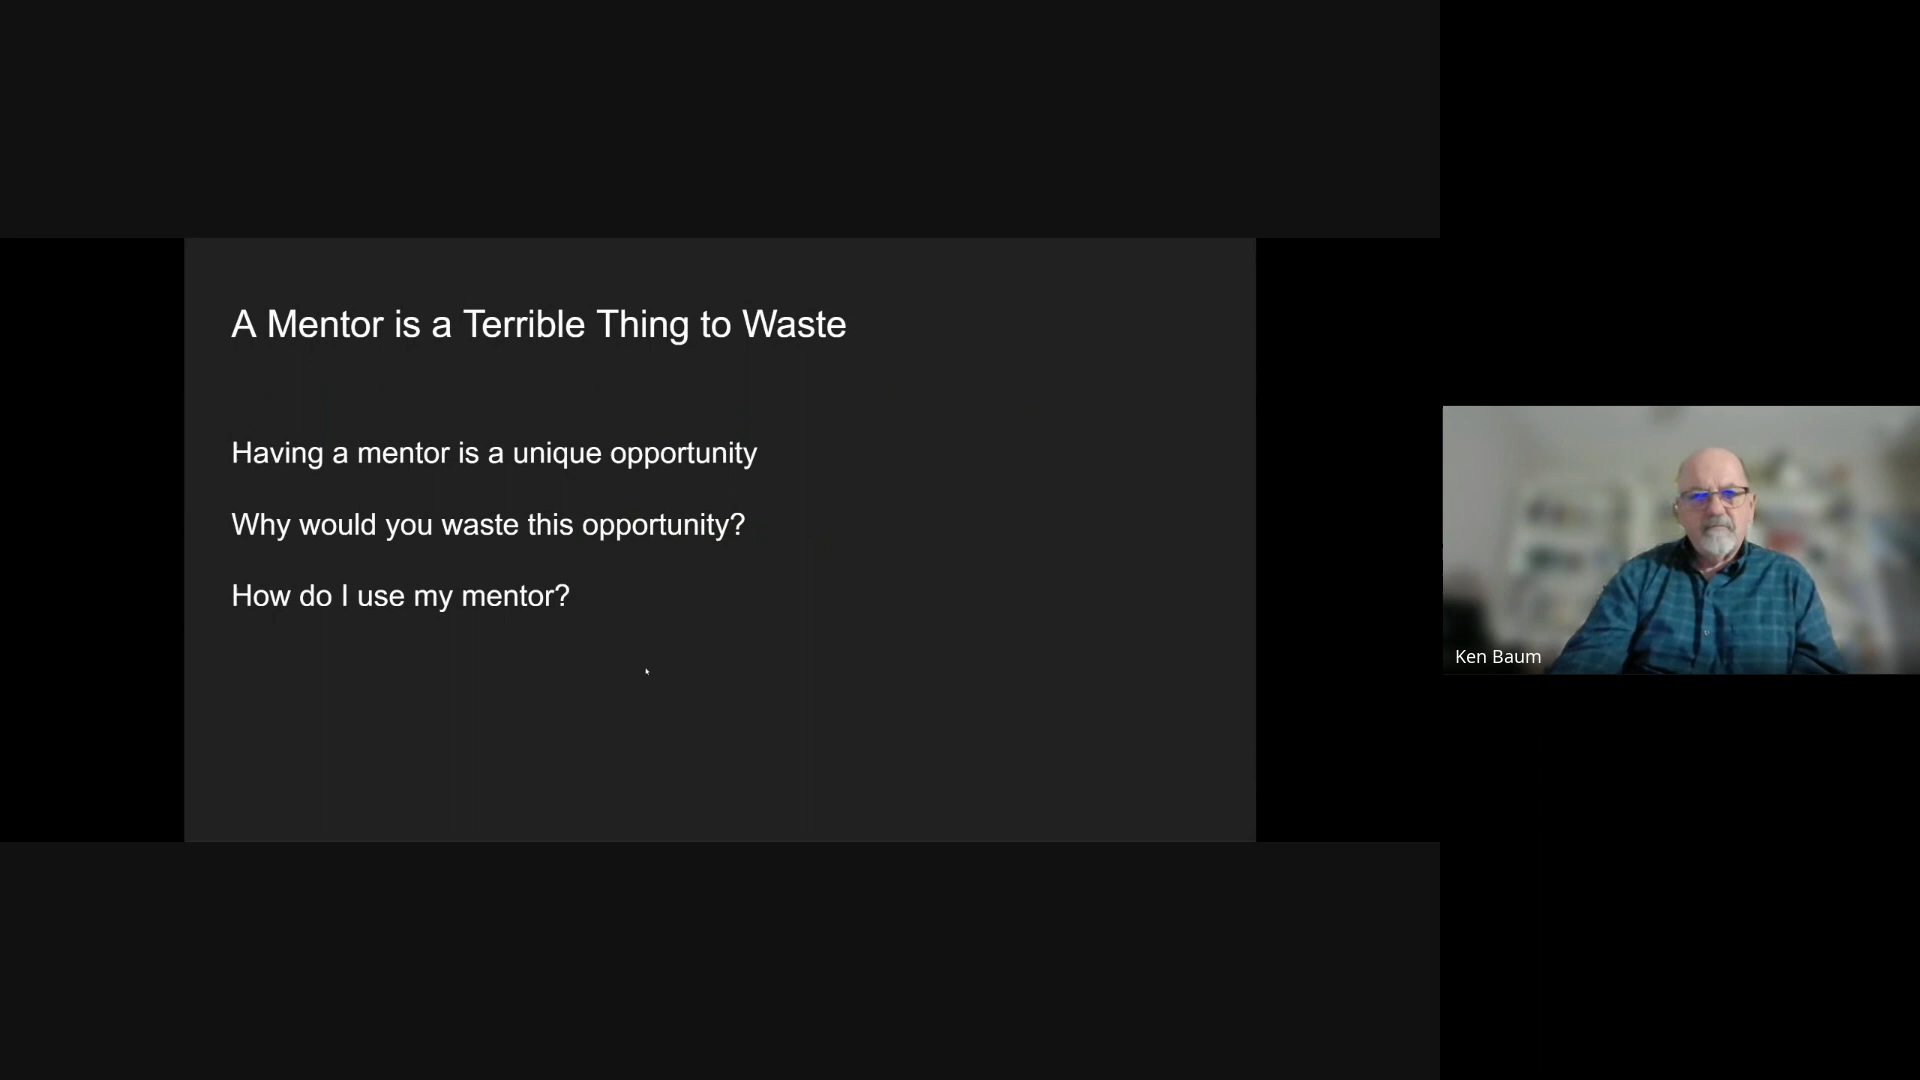 A Mentor is a Terrible Thing to Waste
Having a mentor is a unique opportunity
Why would you waste this opportunity?
How do I use my mentor?
Ken Baum